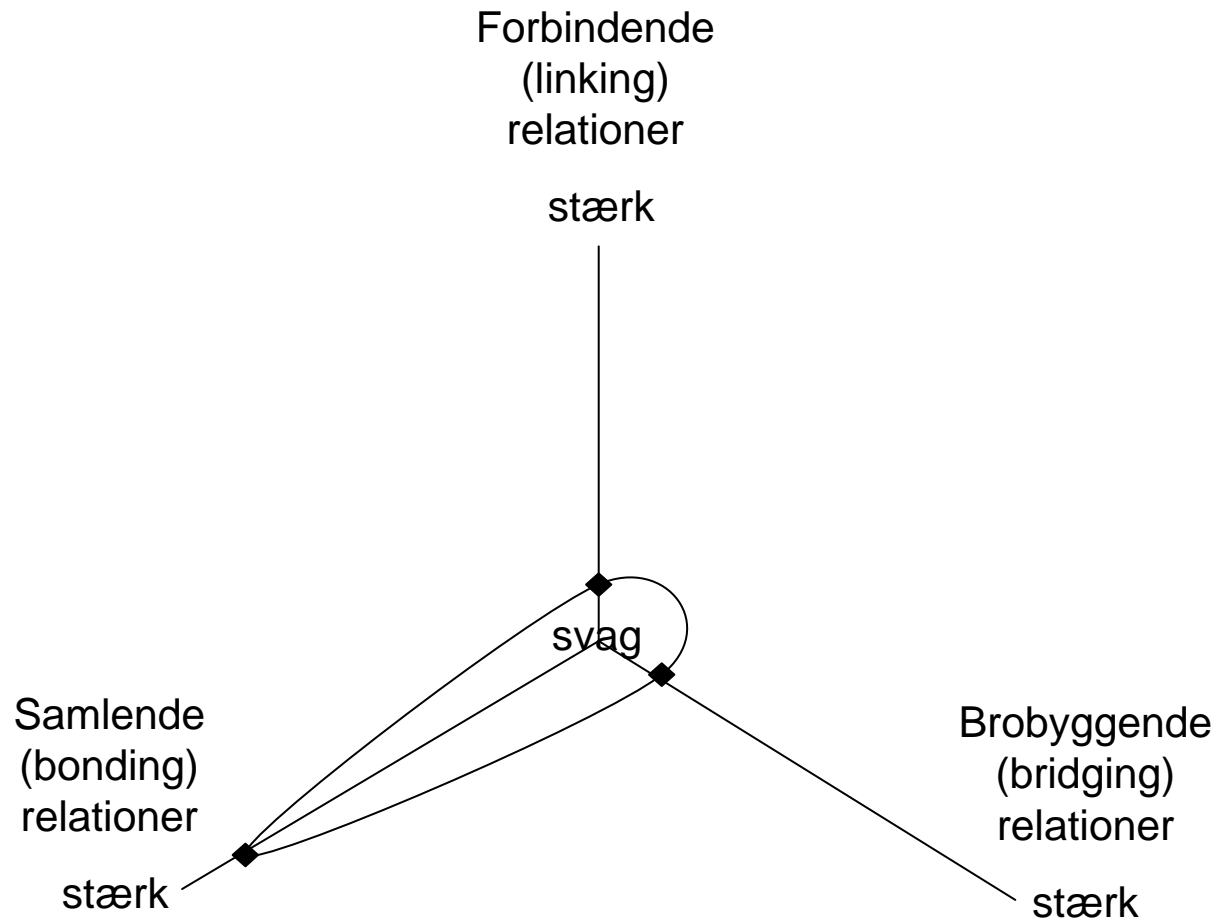 Forbindende
(linking)
relationer
stærk
svag
Samlende
(bonding)
relationer
stærk
Brobyggende
(bridging)
relationer
stærk